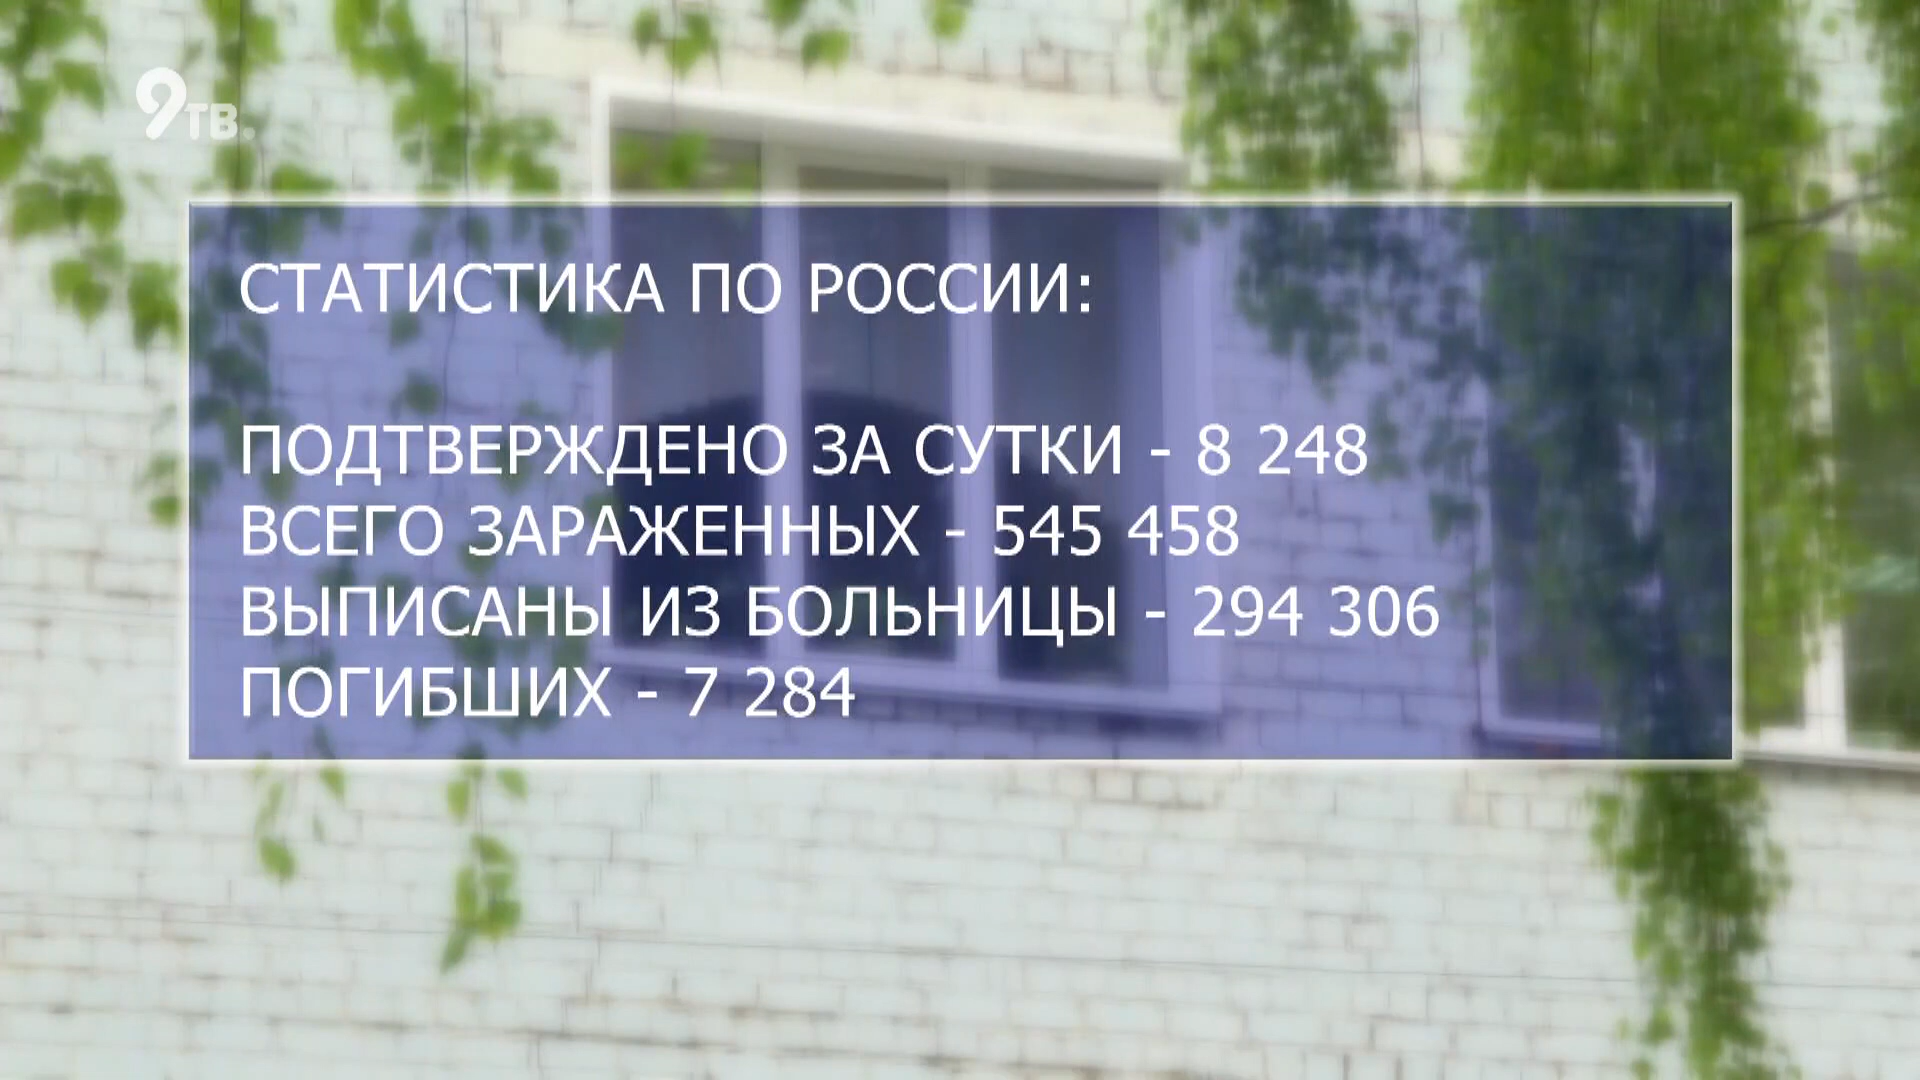 9ТВ.
СТАТИСТИКА ПО РОССИИ:
ПОДТВЕРЖДЕНО ЗА СУТКИ - 8 248
ВСЕГО ЗАРАЖЕННЫХ - 545 458
ВЫПИСАНЫ ИЗ БОЛЬНИЦЫ - 294 306
ПОГИБШИХ - 7 284